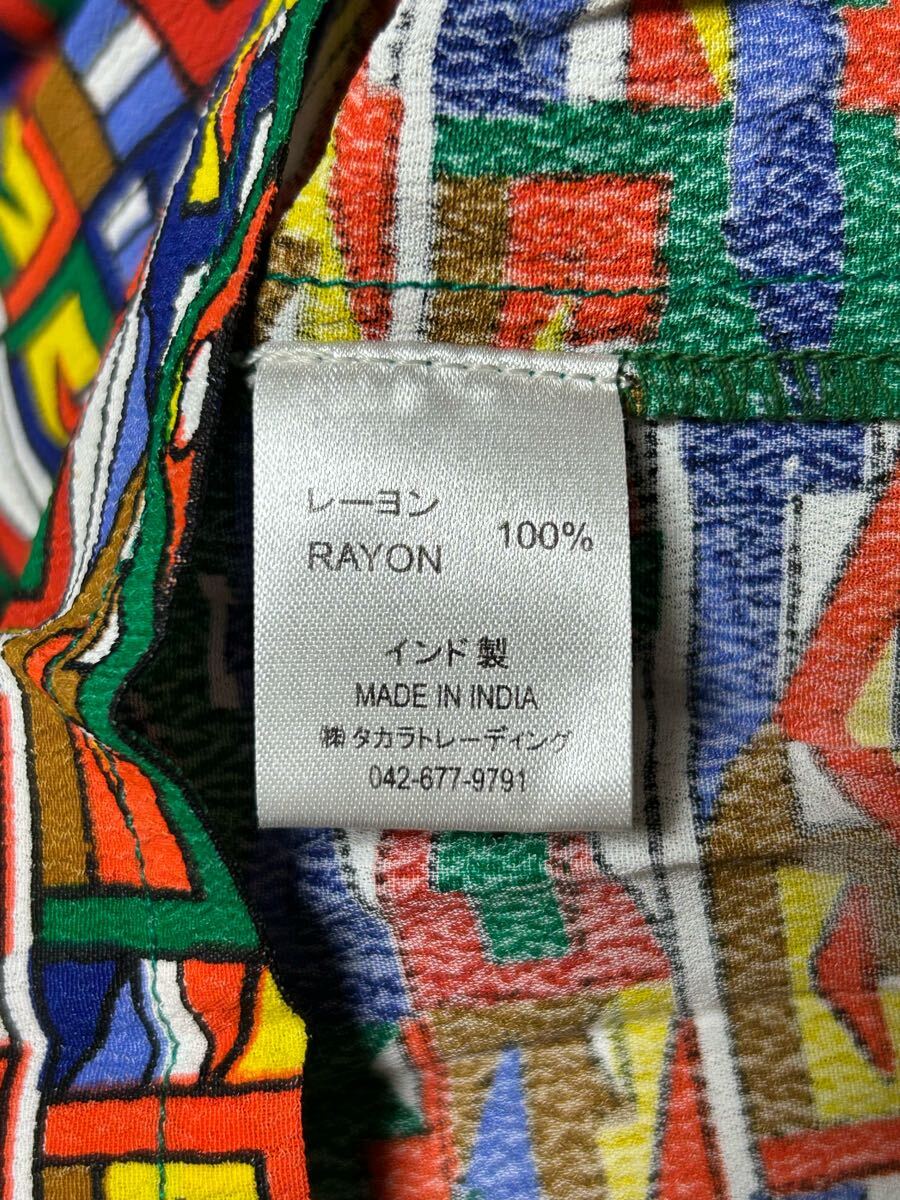 レーヨン
RAYON 100%
インド製
MADE IN INDIA
㈱タカラトレーディング
042-677-9791